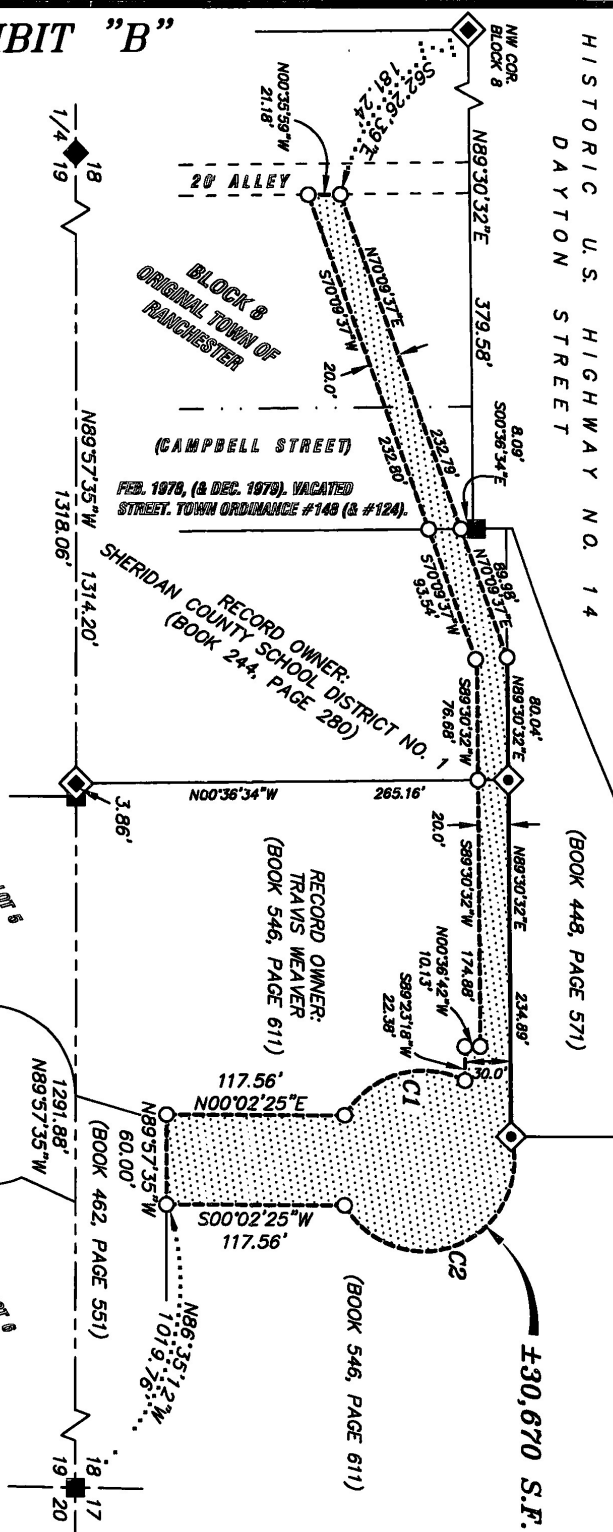 IBIT "B"
HISTORIC U.S. HIGHWAY NO. 14
DAYTON STREET
NW COR.
BLOCK 8
S62°26'39"E
181.24
N00°35'59"W
21.18'
20' ALLEY
N89°30'32"E 379.58'
1/4
18
19
BLOCK 8
ORIGINAL TOWN OF
RANCHESTER
N70°09'37"E
232.79'
S70°09'37"W
232.80'
20.0'
8.09'
S00°36'34"E
(CAMPBELL STREET)
FEB. 1978, (& DEC. 1979). VACATED
STREET. TOWN ORDINANCE #148 (& #124).
N89°57'35"W 1314.20'
1318.06'
89.98'
N70°09'37"E
S70°09'37"W
93.54'
80.04'
N89°30'32"E
S89°30'32"W
76.68'
RECORD OWNER:
SHERIDAN COUNTY SCHOOL DISTRICT NO. 1
(BOOK 244, PAGE 280)
N00°36'34"W 265.16'
3.86'
20.0'
(BOOK 448, PAGE 571)
N89°30'32"E 234.89'
S89°30'32"W 174.88'
N00°36'42"W
10.13'
S89°23'18"W
22.38'
30.0'
RECORD OWNER:
TRAVIS WEAVER
(BOOK 546, PAGE 611)
C1
C2
117.56'
N00°02'25"E
N89°57'35"W
60.00'
S00°02'25"W
117.56'
±30,670 S.F.
(BOOK 546, PAGE 611)
N86°35'12"W
1019.76'
LOT 5
1291.88'
N89°57'35"W
(BOOK 462, PAGE 551)
18
17
19
20